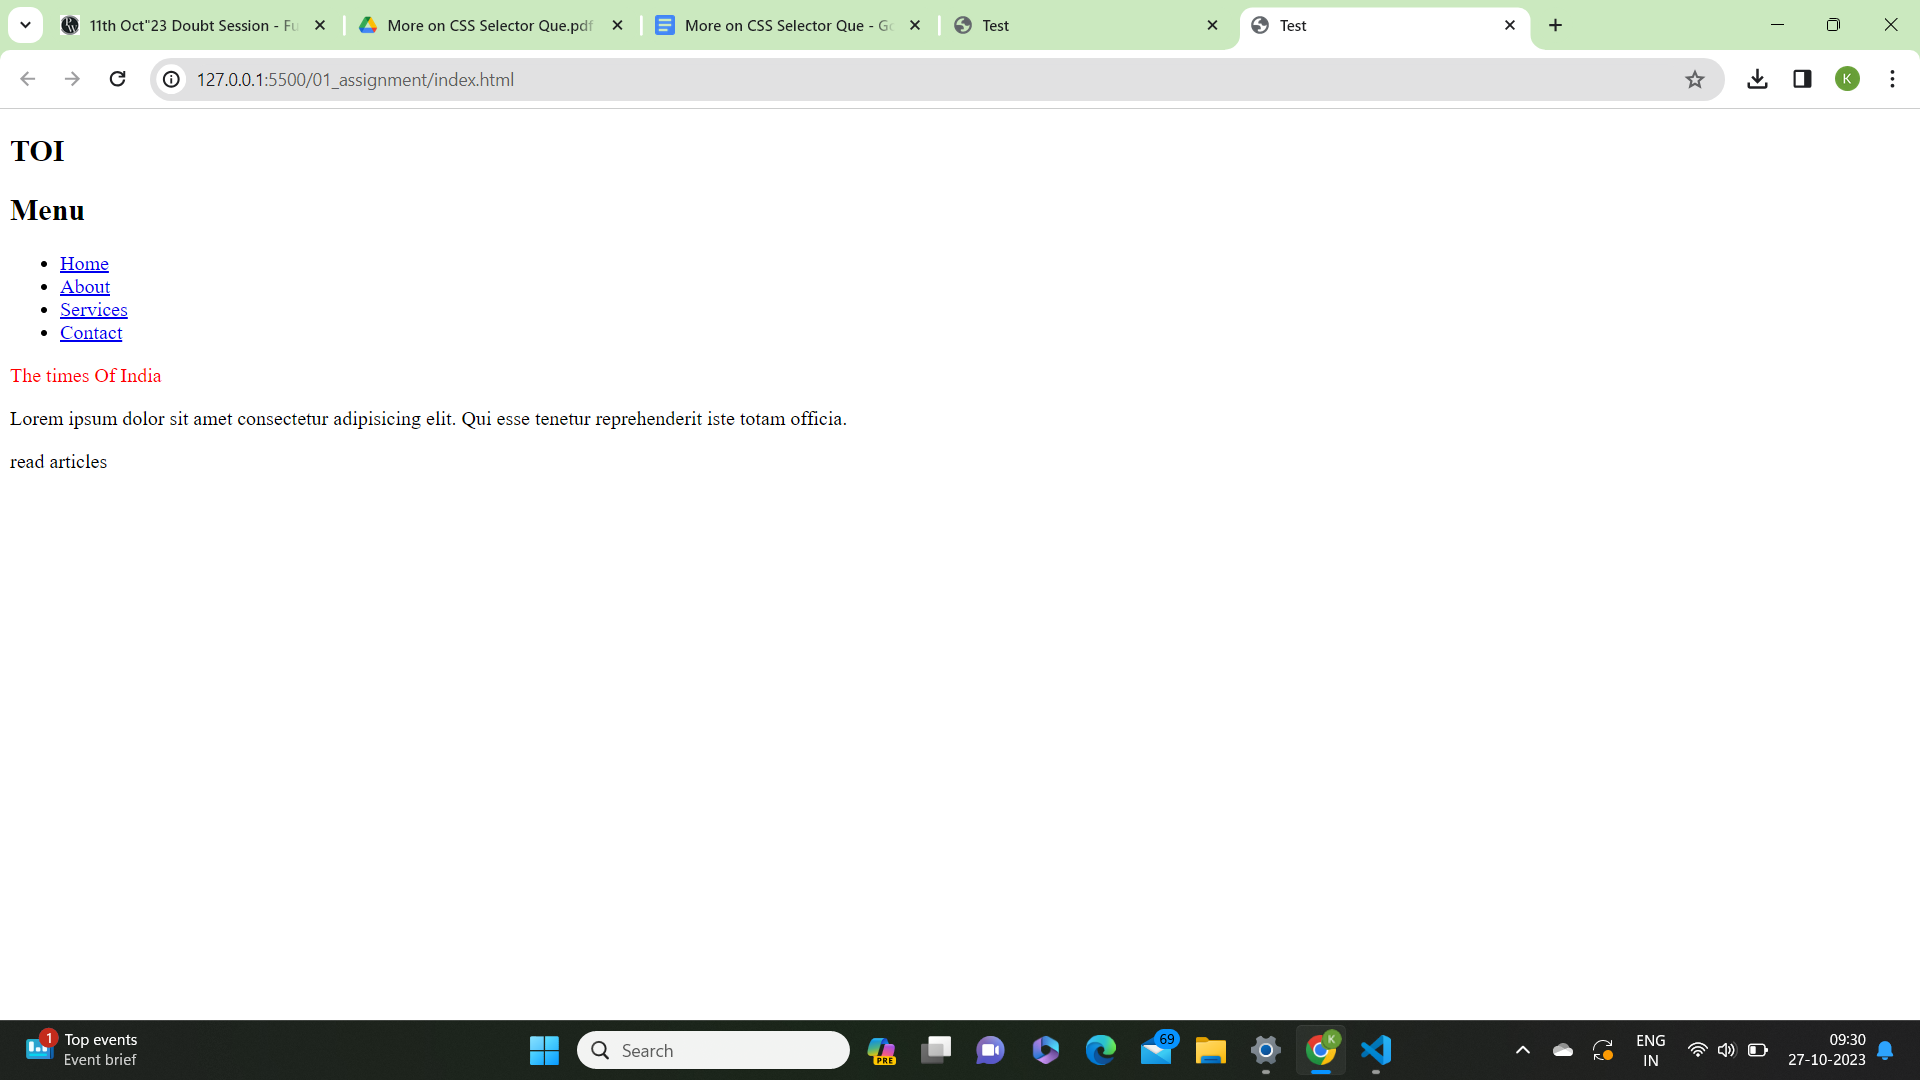 11th Oct"23 Doubt Session - Fu
More on CSS Selector Que.pdf
More on CSS Selector Que - Go
Test
Test
127.0.0.1:5500/01_assignment/index.html
K
TOI
Menu
Home
About
Services
Contact
The times Of India
Lorem ipsum dolor sit amet consectetur adipisicing elit. Qui esse tenetur reprehenderit iste totam officia.
read articles
1
Top events
Event brief
Search
PRE
69
K
ENG
IN
09:30
27-10-2023